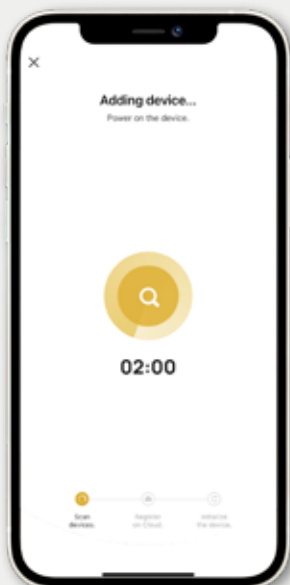 Adding device...
Power on the device.
02:00
Scan
devices.
Register
on Cloud.
Initialize
the device.